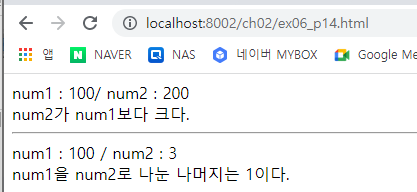 localhost:8002/ch02/ex06_p14.html
앱 NAVER NAS 네이버 MYBOX Google Me
num1 : 100/ num2 : 200
num2가 num1보다 크다.
num1 : 100 / num2 : 3
num1을 num2로 나눈 나머지는 1이다.